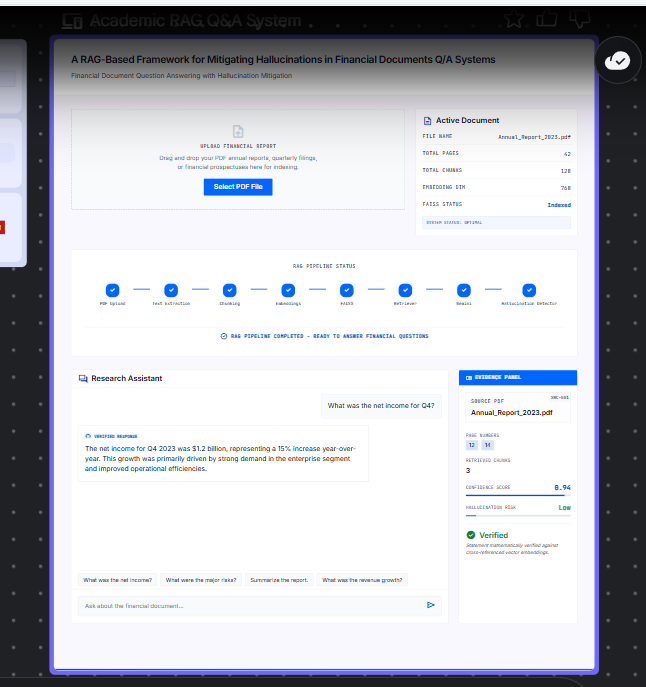 Academic RAG Q&A System
A RAG-Based Framework for Mitigating Hallucinations in Financial Documents Q/A Systems
Financial Document Question Answering with Hallucination Mitigation
UPLOAD FINANCIAL REPORT
Drag and drop your PDF annual reports, quarterly filings,
or financial prospectuses here for indexing.
Select PDF File
Active Document
FILE NAME Annual_Report_2023.pdf
TOTAL PAGES 42
TOTAL CHUNKS 128
EMBEDDING DIM 768
FAISS STATUS Indexed
SYSTEM STATUS: OPTIMAL
RAG PIPELINE STATUS
PDF Upload Text Extraction Chunking Embeddings FAISS Retriever Gemini Hallucination Detector
RAG PIPELINE COMPLETED - READY TO ANSWER FINANCIAL QUESTIONS
Research Assistant
What was the net income for Q4?
VERIFIED RESPONSE
The net income for Q4 2023 was $1.2 billion, representing a 15% increase year-over-
year. This growth was primarily driven by strong demand in the enterprise segment
and improved operational efficiencies.
What was the net income? What were the major risks? Summarize the report. What was the revenue growth?
Ask about the financial document...
EVIDENCE PANEL
SOURCE PDF
Annual_Report_2023.pdf
PAGE NUMBERS
12 14
RETRIEVED CHUNKS
3
CONFIDENCE SCORE 0.94
HALLUCINATION RISK Low
Verified
Statement mathematically verified against
cross-referenced vector embeddings.